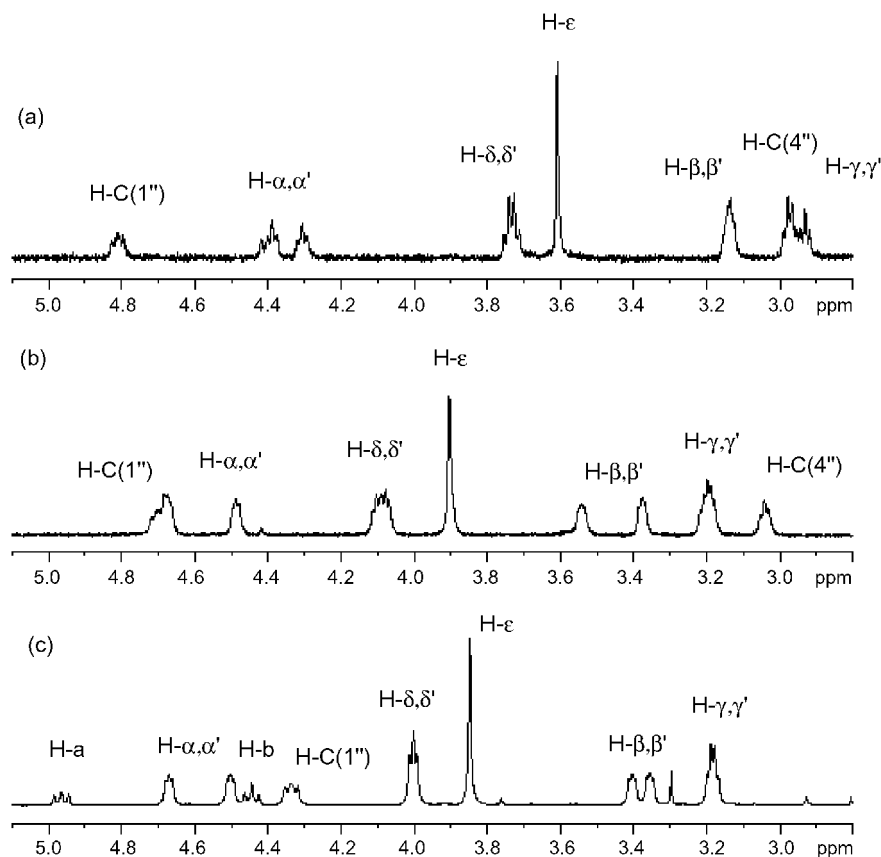 H-ε
(a)
H-C(1") H-α,α' H-δ,δ' H-β,β' H-C(4") H-γ,γ'
5.0 4.8 4.6 4.4 4.2 4.0 3.8 3.6 3.4 3.2 3.0 ppm
(b)
H-ε
H-C(1") H-α,α' H-δ,δ' H-β,β' H-γ,γ' H-C(4")
5.0 4.8 4.6 4.4 4.2 4.0 3.8 3.6 3.4 3.2 3.0 ppm
(c)
H-ε
H-a H-α,α' H-b H-C(1") H-δ,δ' H-β,β' H-γ,γ'
5.0 4.8 4.6 4.4 4.2 4.0 3.8 3.6 3.4 3.2 3.0 ppm